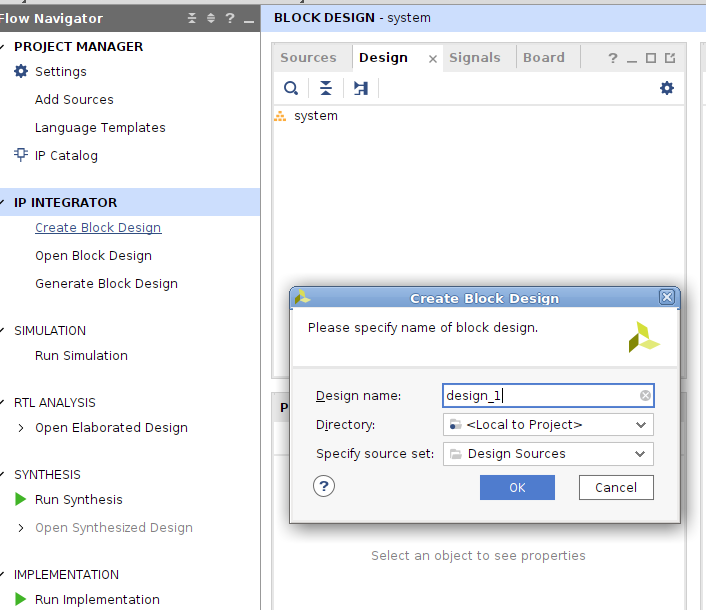 Flow Navigator
?
PROJECT MANAGER
Settings
Add Sources
Language Templates
IP Catalog
IP INTEGRATOR
Create Block Design
Open Block Design
Generate Block Design
SIMULATION
Run Simulation
RTL ANALYSIS
Open Elaborated Design
SYNTHESIS
Run Synthesis
Open Synthesized Design
IMPLEMENTATION
Run Implementation
BLOCK DESIGN - system
Sources Design Signals Board ?
system
P
Create Block Design
Please specify name of block design.
Design name: design_1
Directory: <Local to Project>
Specify source set: Design Sources
? OK Cancel
Select an object to see properties